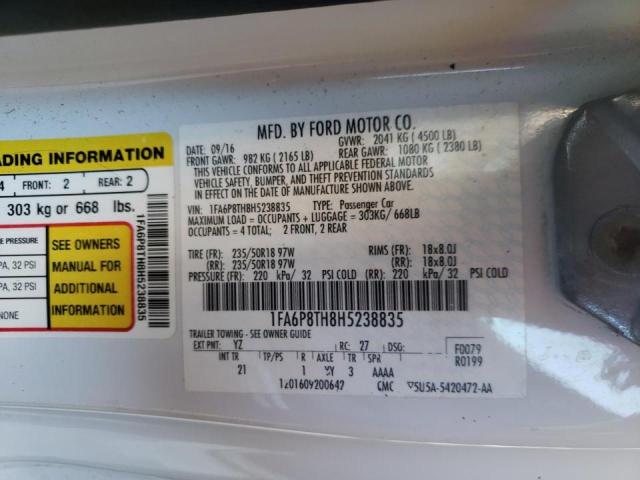 ADING INFORMATION
4 FRONT: 2 REAR: 2
303 kg or 668 lbs.
E PRESSURE
PA, 32 PSI
PA, 32 PSI
NONE
SEE OWNERS
MANUAL FOR
ADDITIONAL
INFORMATION
1FA6P8TH8H5238835
MFD. BY FORD MOTOR CO.
DATE: 09/16 GVWR: 2041 KG ( 4500 LB)
FRONT GAWR: 982 KG ( 2165 LB) REAR GAWR: 1080 KG ( 2380 LB)
THIS VEHICLE CONFORMS TO ALL APPLICABLE FEDERAL MOTOR
VEHICLE SAFETY, BUMPER, AND THEFT PREVENTION STANDARDS IN
EFFECT ON THE DATE OF MANUFACTURE SHOWN ABOVE.
VIN: 1FA6P8TH8H5238835 TYPE: Passenger Car
MAXIMUM LOAD = OCCUPANTS + LUGGAGE = 303KG/ 668LB
OCCUPANTS = 4 TOTAL; 2 FRONT, 2 REAR
TIRE (FR): 235/50R18 97W RIMS (FR): 18x8.0J
(RR): 235/50R18 97W (RR): 18x8.0J
PRESSURE (FR): 220 kPa/ 32 PSI COLD (RR): 220 kPa/ 32 PSI COLD
1FA6P8TH8H5238835
TRAILER TOWING - SEE OWNER GUIDE
EXT PNT: YZ RC: 27 DSG: F0079
INT TR TP/PS R AXLE TR SPR R0199
21 1 3 AAAA
CMC 5U5A-5420472-AA